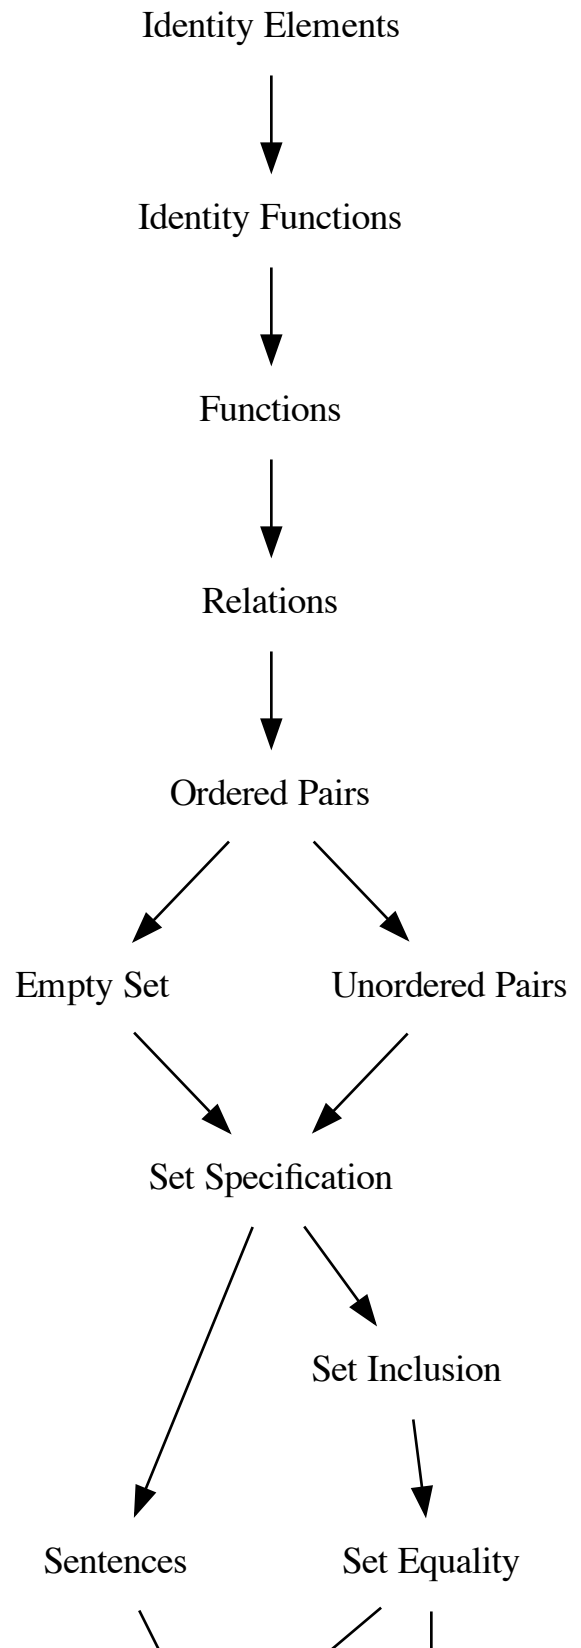 Identity Elements
Identity Functions
Functions
Relations
Ordered Pairs
Empty Set
Unordered Pairs
Set Specification
Set Inclusion
Sentences
Set Equality